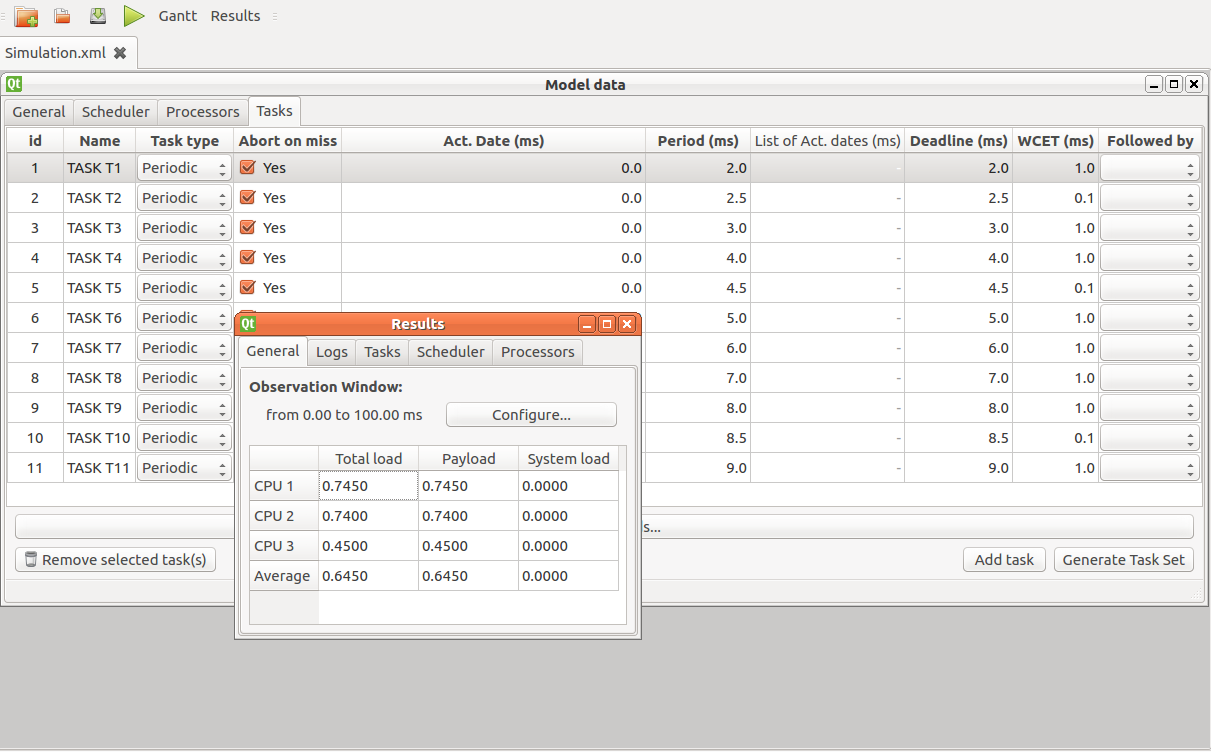 Gantt Results
Simulation.xml
Qt Model data
General Scheduler Processors Tasks
id Name Task type Abort on miss Act. Date (ms) Period (ms) List of Act. dates (ms) Deadline (ms) WCET (ms) Followed by
1 TASK T1 Periodic Yes 0.0 2.0 - 2.0 1.0
2 TASK T2 Periodic Yes 0.0 2.5 - 2.5 0.1
3 TASK T3 Periodic Yes 0.0 3.0 - 3.0 1.0
4 TASK T4 Periodic Yes 0.0 4.0 - 4.0 1.0
5 TASK T5 Periodic Yes 0.0 4.5 - 4.5 0.1
6 TASK T6 Periodic 5.0 - 5.0 1.0
7 TASK T7 Periodic 6.0 - 6.0 1.0
8 TASK T8 Periodic 7.0 - 7.0 1.0
9 TASK T9 Periodic 8.0 - 8.0 1.0
10 TASK T10 Periodic 8.5 - 8.5 0.1
11 TASK T11 Periodic 9.0 - 9.0 1.0
Remove selected task(s) Add task Generate Task Set
Qt Results
General Logs Tasks Scheduler Processors
Observation Window:
from 0.00 to 100.00 ms Configure...
Total load Payload System load
CPU 1 0.7450 0.7450 0.0000
CPU 2 0.7400 0.7400 0.0000
CPU 3 0.4500 0.4500 0.0000
Average 0.6450 0.6450 0.0000